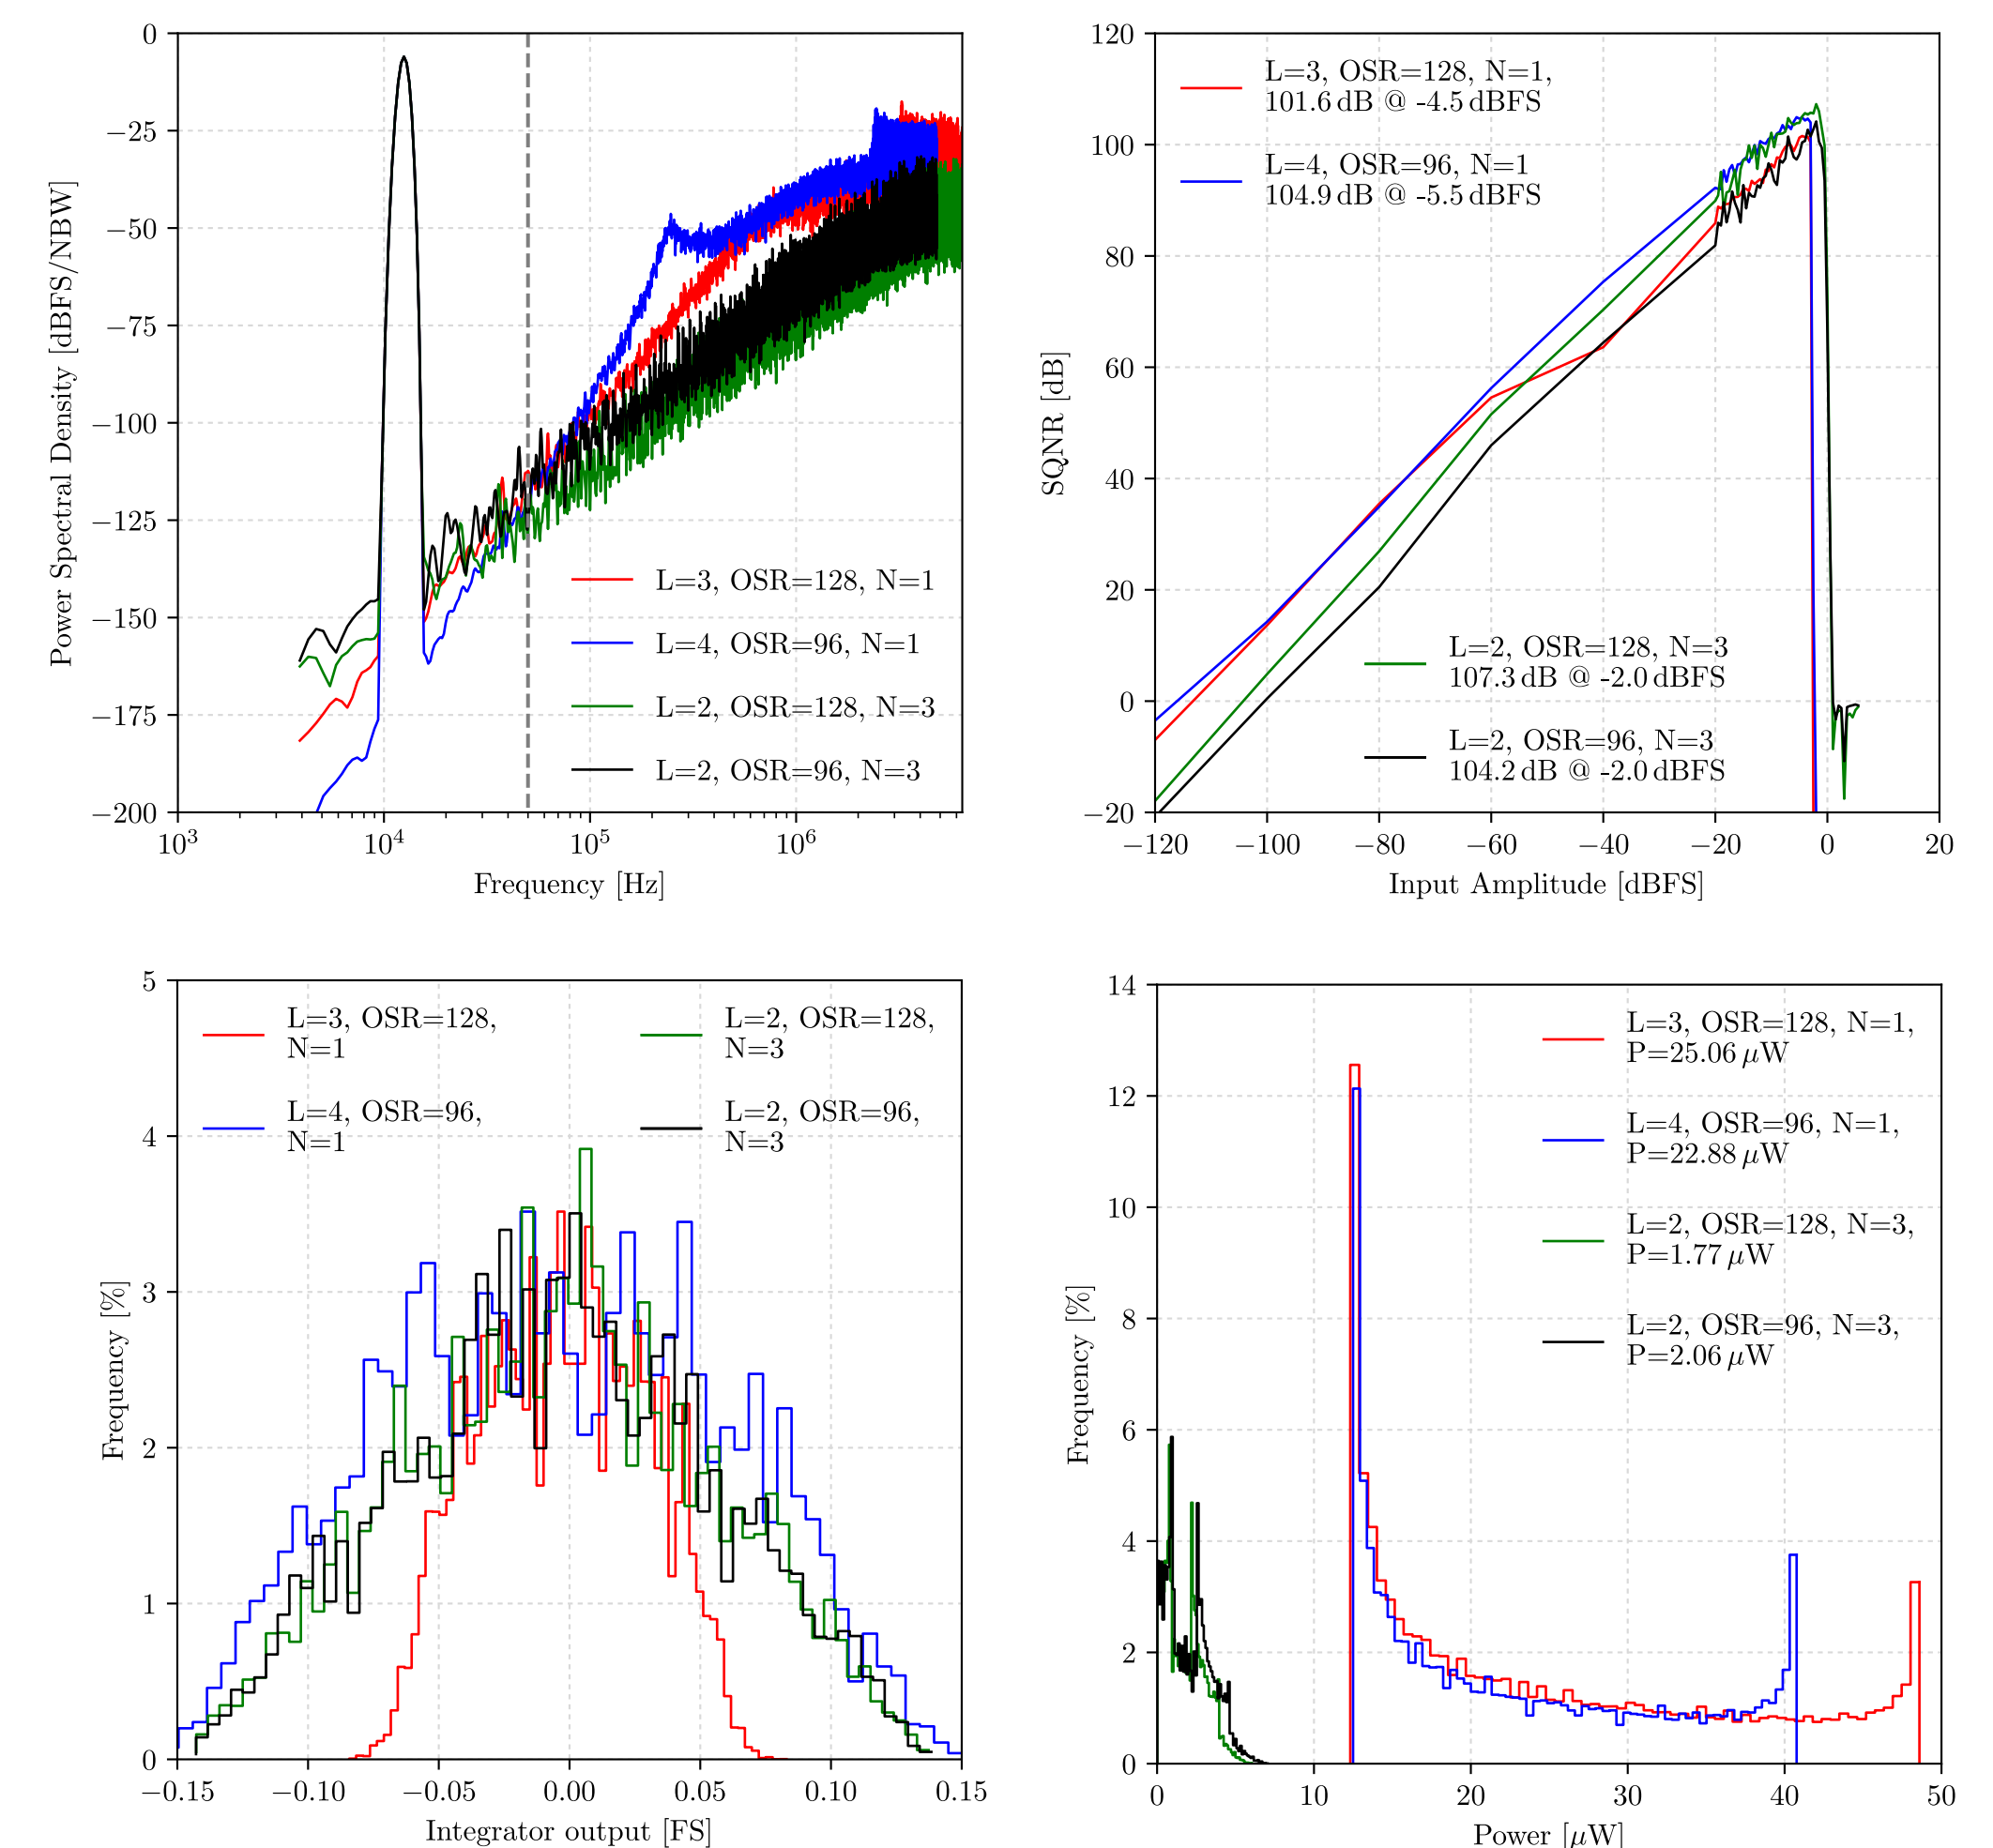 0
−25
−50
−75
−100
−125
−150
−175
−200
Power Spectral Density [dBFS/NBW]
L=3, OSR=128, N=1
L=4, OSR=96, N=1
L=2, OSR=128, N=3
L=2, OSR=96, N=3
10³
10⁴
10⁵
10⁶
Frequency [Hz]
120
100
80
60
40
20
0
−20
SQNR [dB]
L=3, OSR=128, N=1,
101.6 dB @ -4.5 dBFS
L=4, OSR=96, N=1
104.9 dB @ -5.5 dBFS
L=2, OSR=128, N=3
107.3 dB @ -2.0 dBFS
L=2, OSR=96, N=3
104.2 dB @ -2.0 dBFS
−120
−100
−80
−60
−40
−20
0
20
Input Amplitude [dBFS]
5
4
3
2
1
0
Frequency [%]
L=3, OSR=128,
N=1
L=4, OSR=96,
N=1
L=2, OSR=128,
N=3
L=2, OSR=96,
N=3
−0.15
−0.10
−0.05
0.00
0.05
0.10
0.15
Integrator output [FS]
14
12
10
8
6
4
2
0
Frequency [%]
L=3, OSR=128, N=1,
P=25.06 μW
L=4, OSR=96, N=1,
P=22.88 μW
L=2, OSR=128, N=3,
P=1.77 μW
L=2, OSR=96, N=3,
P=2.06 μW
0
10
20
30
40
50
Power [μW]